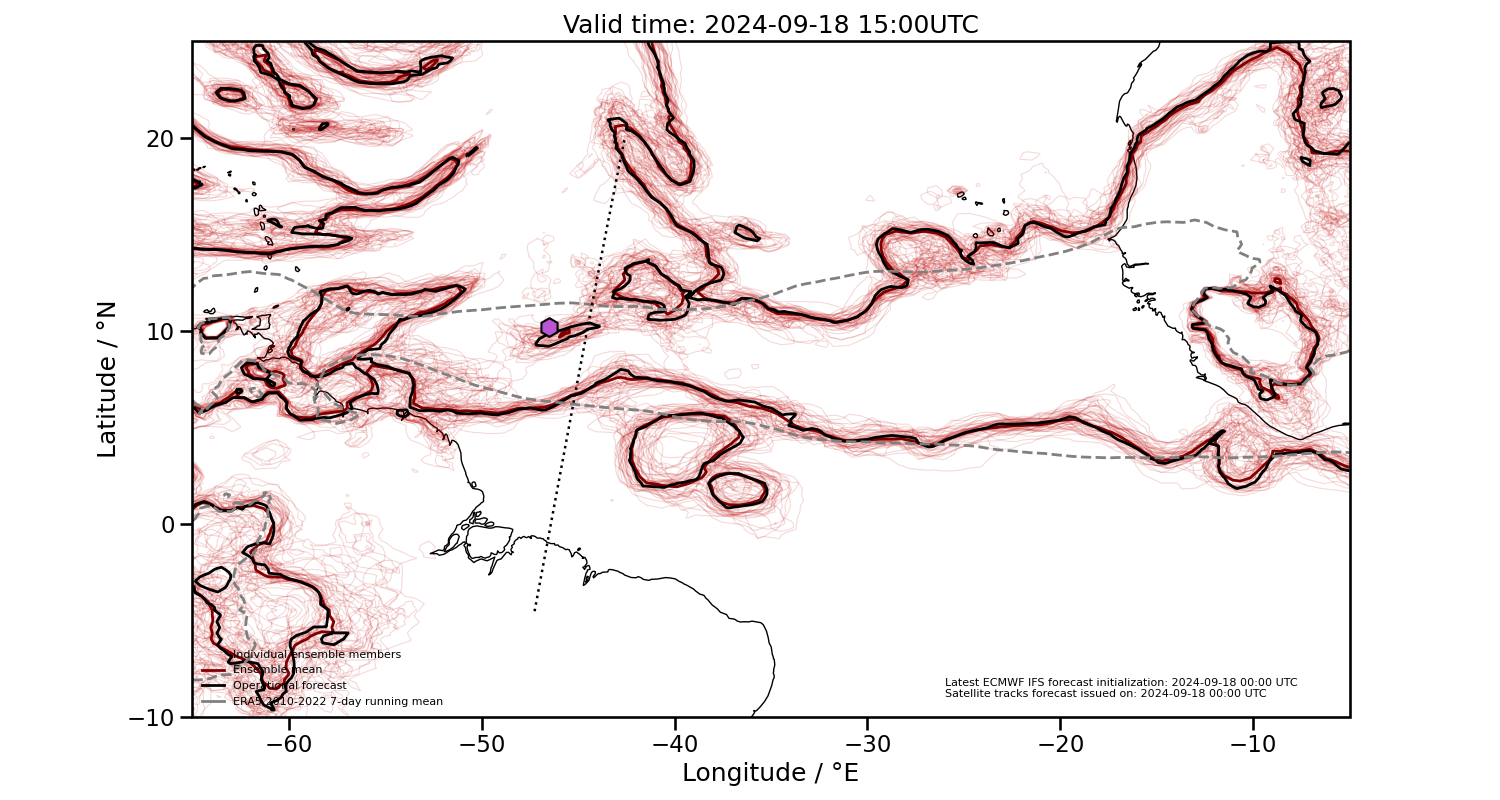 Valid time: 2024-09-18 15:00UTC
Latitude / °N
20
10
0
−10
Individual ensemble members
Ensemble mean
Operational forecast
ERA5 2010-2022 7-day running mean
Latest ECMWF IFS forecast initialization: 2024-09-18 00:00 UTC
Satellite tracks forecast issued on: 2024-09-18 00:00 UTC
−60
−50
−40
−30
−20
−10
Longitude / °E